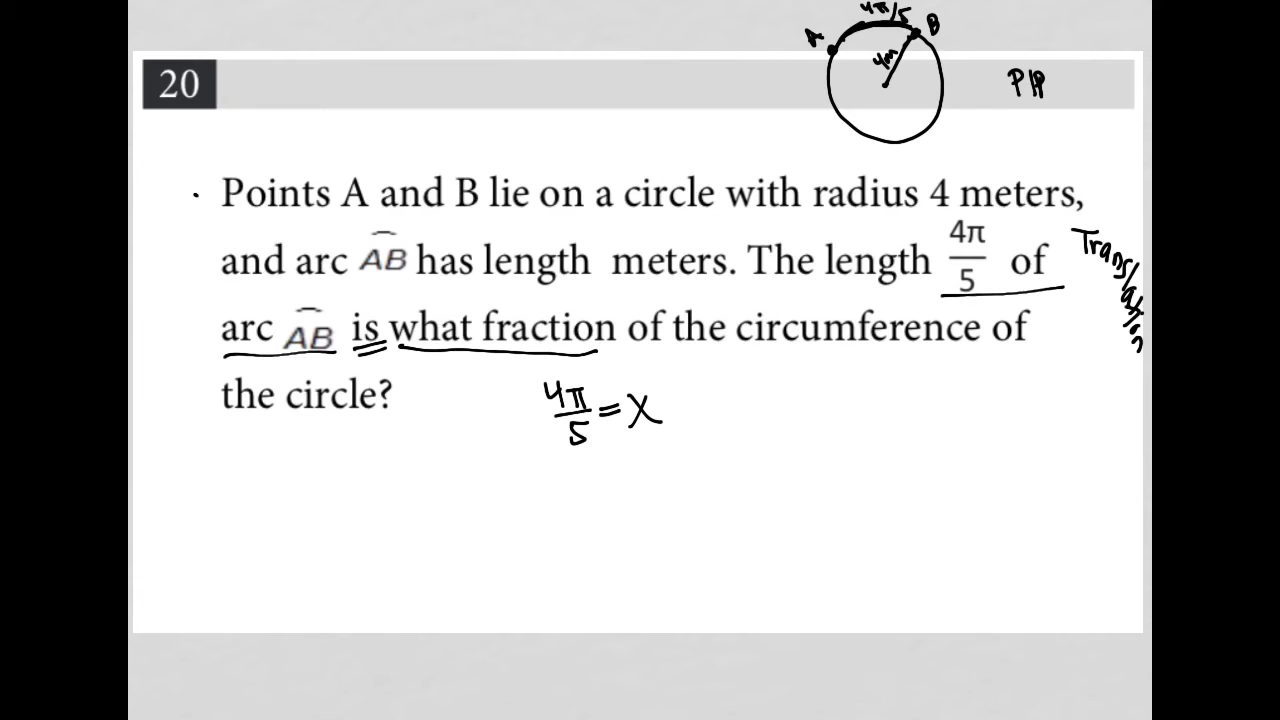 4π/5
A B
4m
20 PIP
Points A and B lie on a circle with radius 4 meters,
and arc AB has length meters. The length 4π/5 of
Translation
arc AB is what fraction of the circumference of
the circle?
4π/5 = X